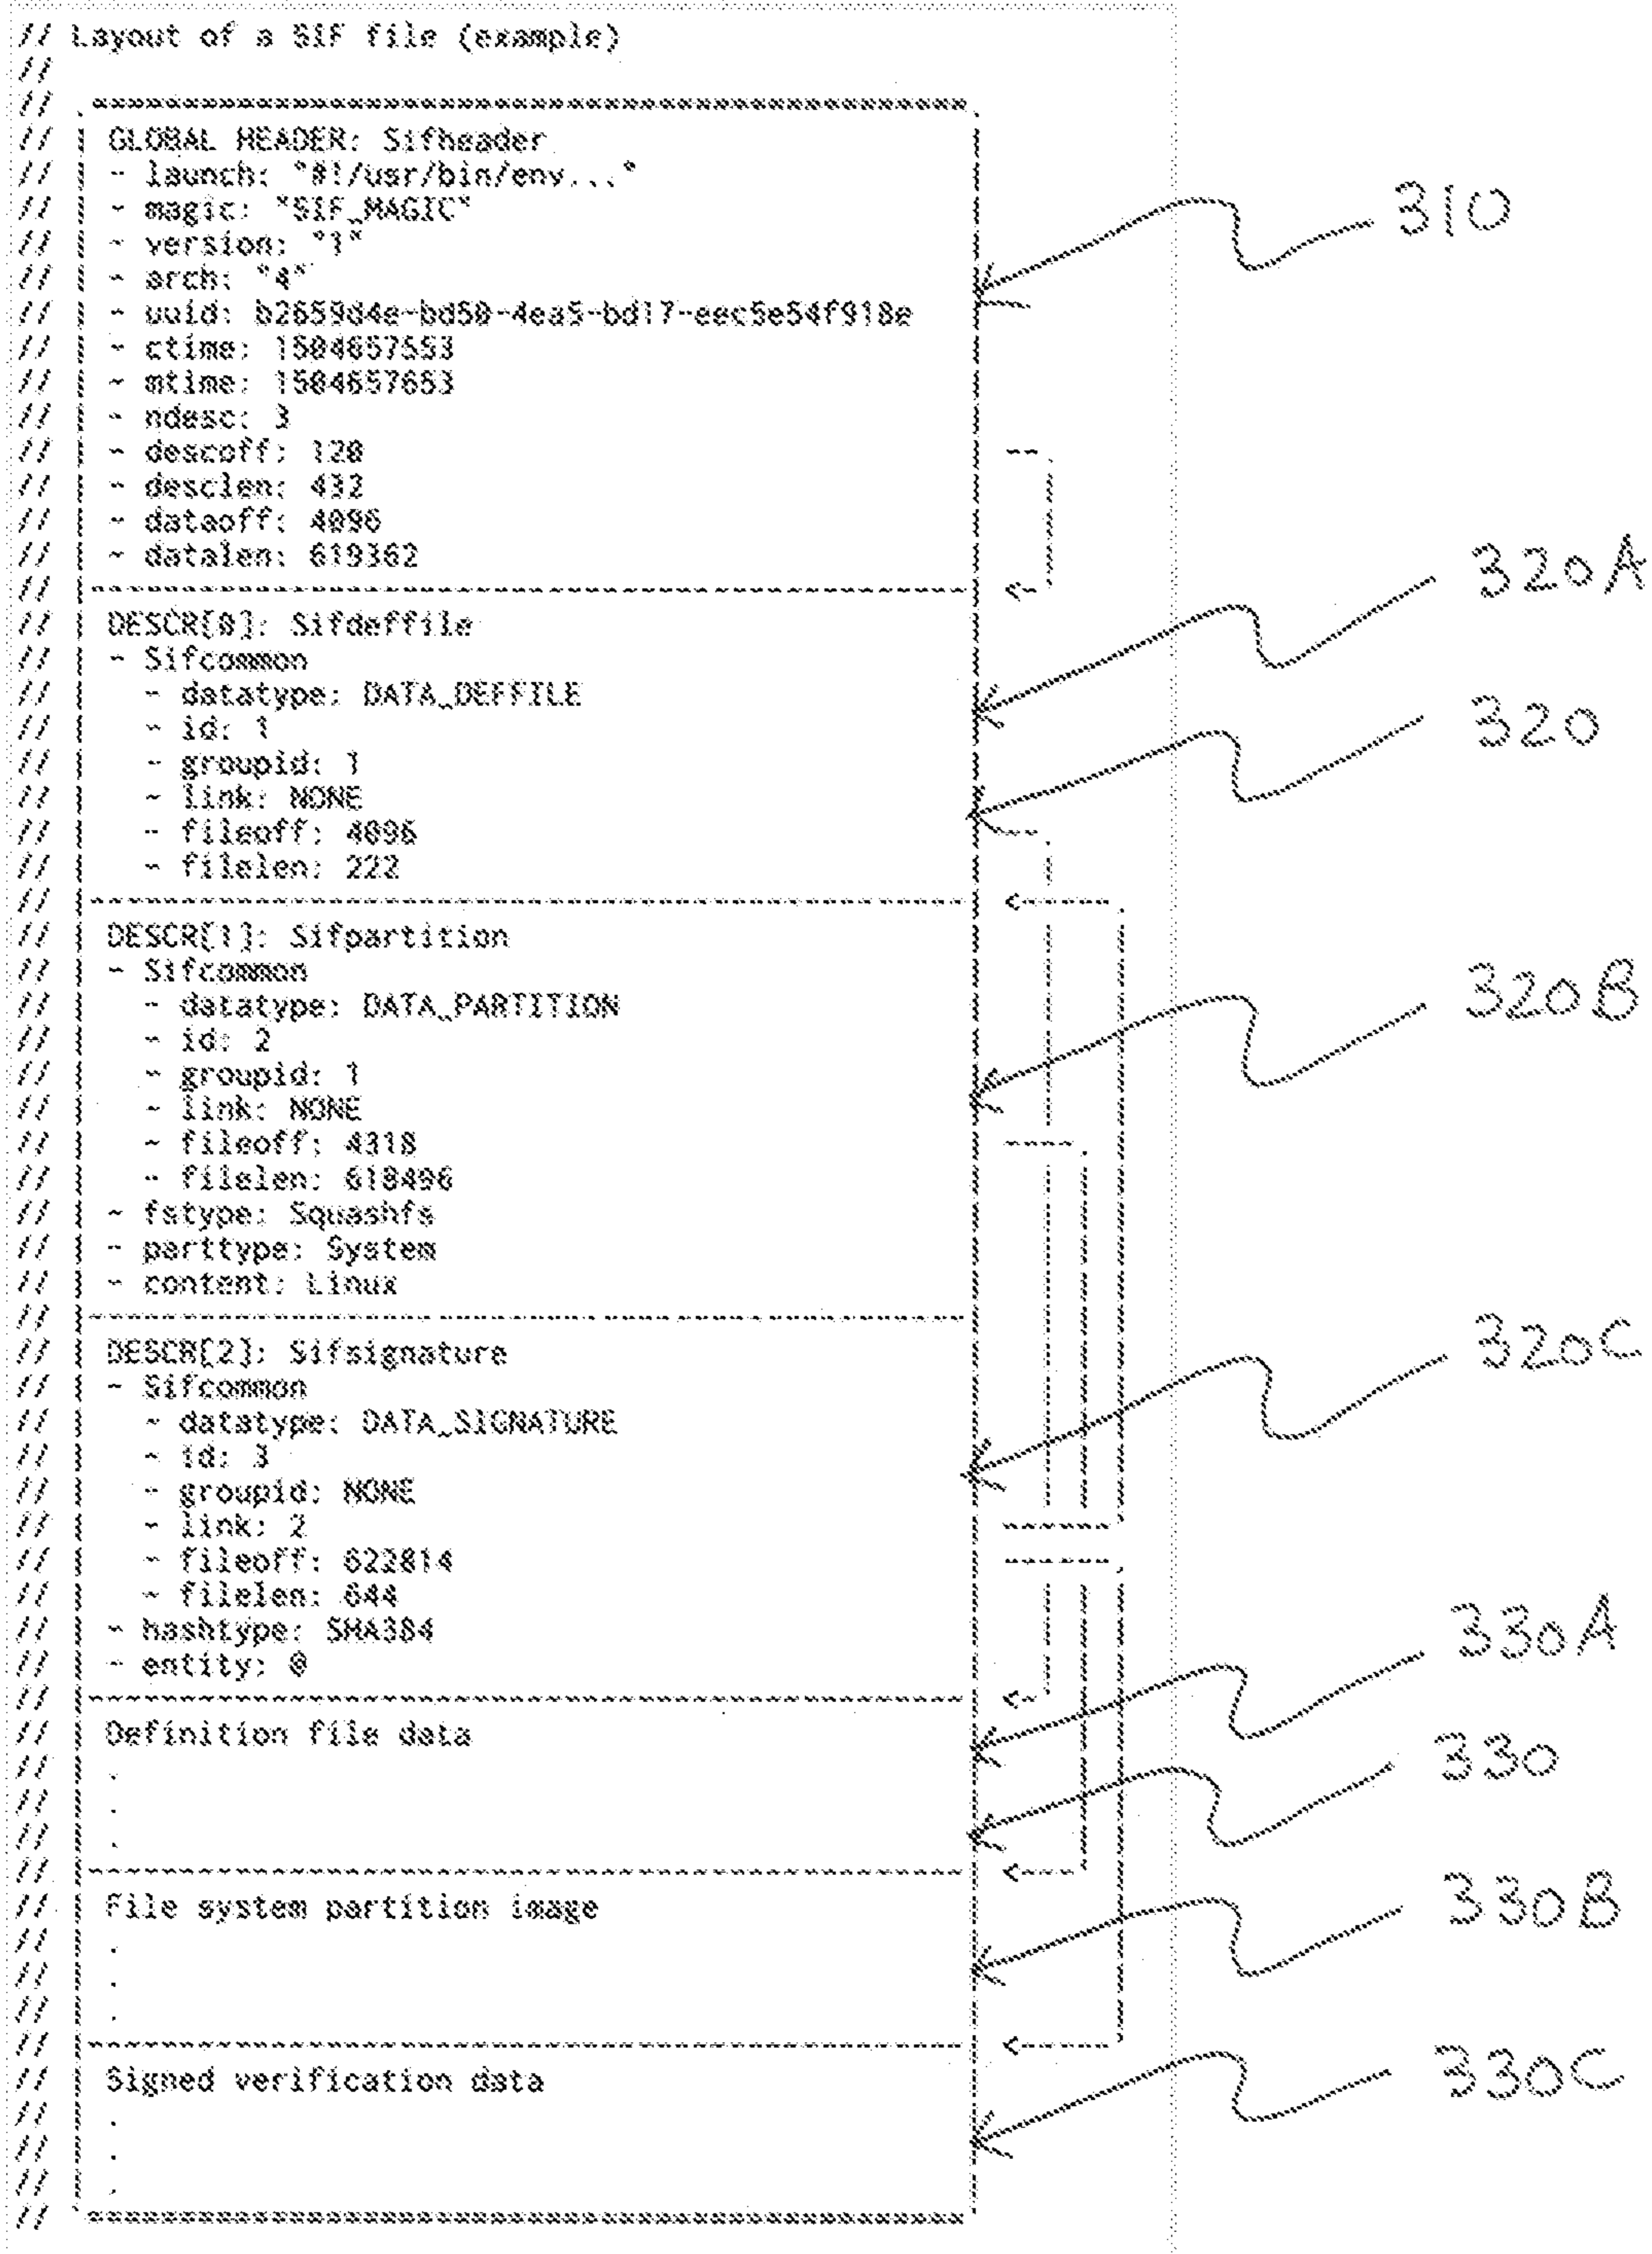 // Layout of a SIF file (example)
//
// .================================================.
// | GLOBAL HEADER: Sifheader |
// | - launch: "#!/usr/bin/env..." |
// | - magic: "SIF_MAGIC" | 310
// | - version: "1" |
// | - arch: "4" |
// | - uuid: b2659d4e-bd50-4ea5-bd17-eec5e54f918e |
// | - ctime: 1504657553 |
// | - mtime: 1504657653 |
// | - ndesc: 3 |
// | - descoff: 120 | --.
// | - desclen: 432 | |
// | - dataoff: 4096 | |
// | - datalen: 619362 | | 320A
// |------------------------------------------------| <-'
// | DESCR[0]: Sifdeffile |
// | - Sifcommon |
// | - datatype: DATA_DEFFILE |
// | - id: 1 | 320
// | - groupid: 1 |
// | - link: NONE |
// | - fileoff: 4096 | --.
// | - filelen: 222 | |
// |------------------------------------------------| <-----.
// | DESCR[1]: Sifpartition | | |
// | - Sifcommon | | | 320B
// | - datatype: DATA_PARTITION | | |
// | - id: 2 | | |
// | - groupid: 1 | | |
// | - link: NONE | | |
// | - fileoff: 4318 | ----. |
// | - filelen: 618496 | | | |
// | - fstype: Squashfs | | | |
// | - parttype: System | | | |
// | - content: Linux | | | |
// |------------------------------------------------| | | |
// | DESCR[2]: Sifsignature | | | | 320C
// | - Sifcommon | | | |
// | - datatype: DATA_SIGNATURE | | | |
// | - id: 3 | | | |
// | - groupid: NONE | | | |
// | - link: 2 | ------'
// | - fileoff: 622814 | ------.
// | - filelen: 644 | | | |
// | - hashtype: SHA384 | | | | 330A
// | - entity: @ | | | |
// |------------------------------------------------| <-' | |
// | Definition file data | | | 330
// | . | | |
// | . | | |
// | . | | |
// |------------------------------------------------| <---' |
// | File system partition image | | 330B
// | . | |
// | . | |
// | . | |
// |------------------------------------------------| <-----'
// | Signed verification data | 330C
// | . |
// | . |
// | . |
// `================================================'